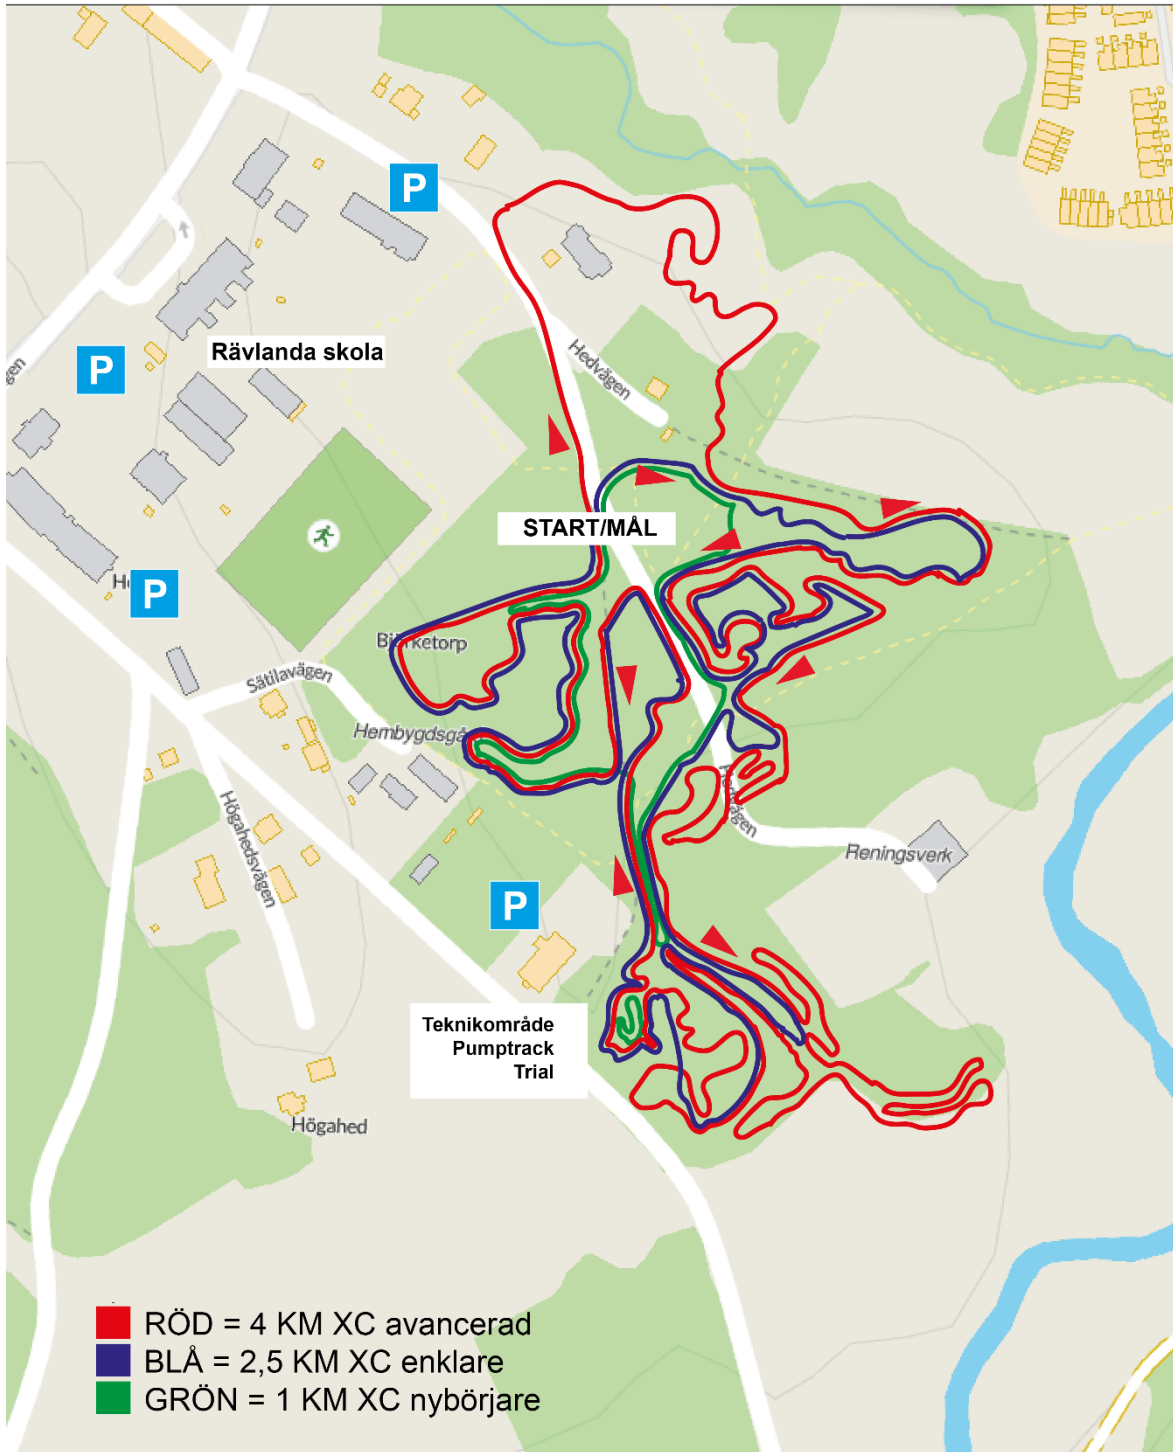 P
Hedvägen
gen
P
Rävlanda skola
START/MÅL
P
Björketorp
Sätilavägen
Högahedsvägen
Reningsverk
P
Teknikområde
Pumptrack
Trial
Högahed
RÖD = 4 KM XC avancerad
BLÅ = 2,5 KM XC enklare
GRÖN = 1 KM XC nybörjare